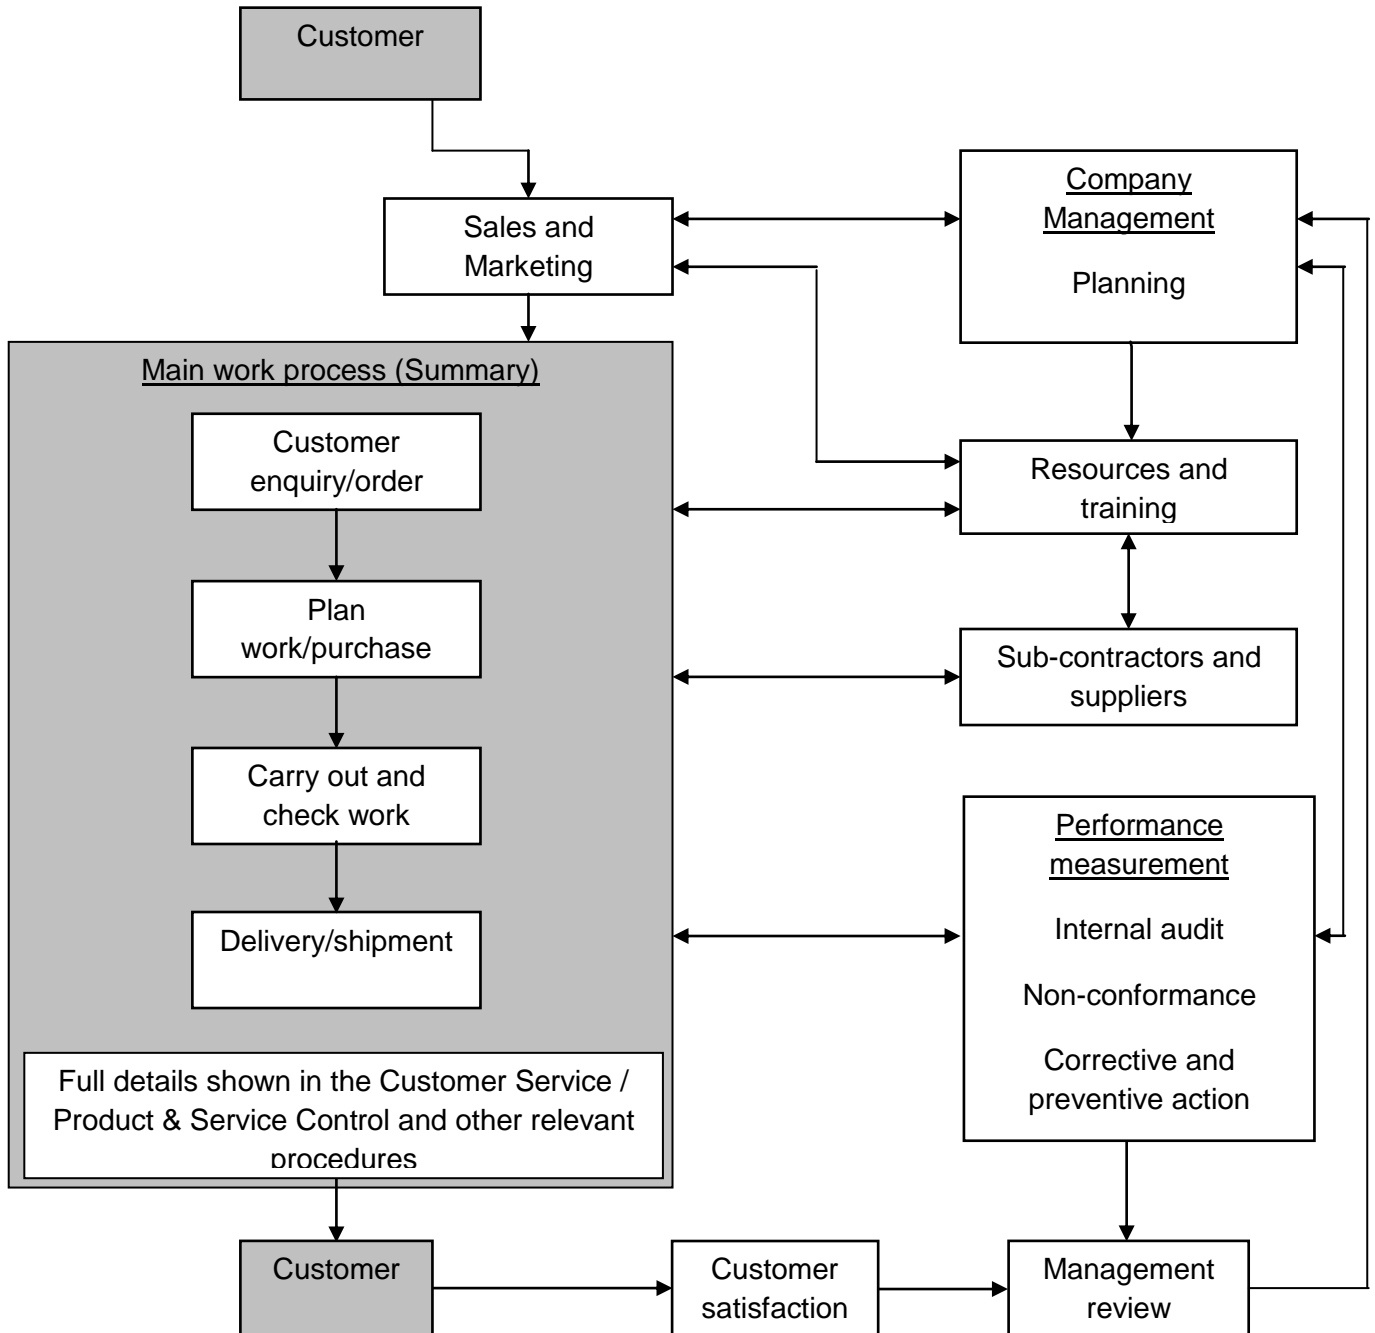 Customer
Sales and
Marketing
Company
Management
Planning
Main work process (Summary)
Customer
enquiry/order
Plan
work/purchase
Carry out and
check work
Delivery/shipment
Full details shown in the Customer Service /
Product & Service Control and other relevant
procedures
Resources and
training
Sub-contractors and
suppliers
Performance
measurement
Internal audit
Non-conformance
Corrective and
preventive action
Customer
Customer
satisfaction
Management
review